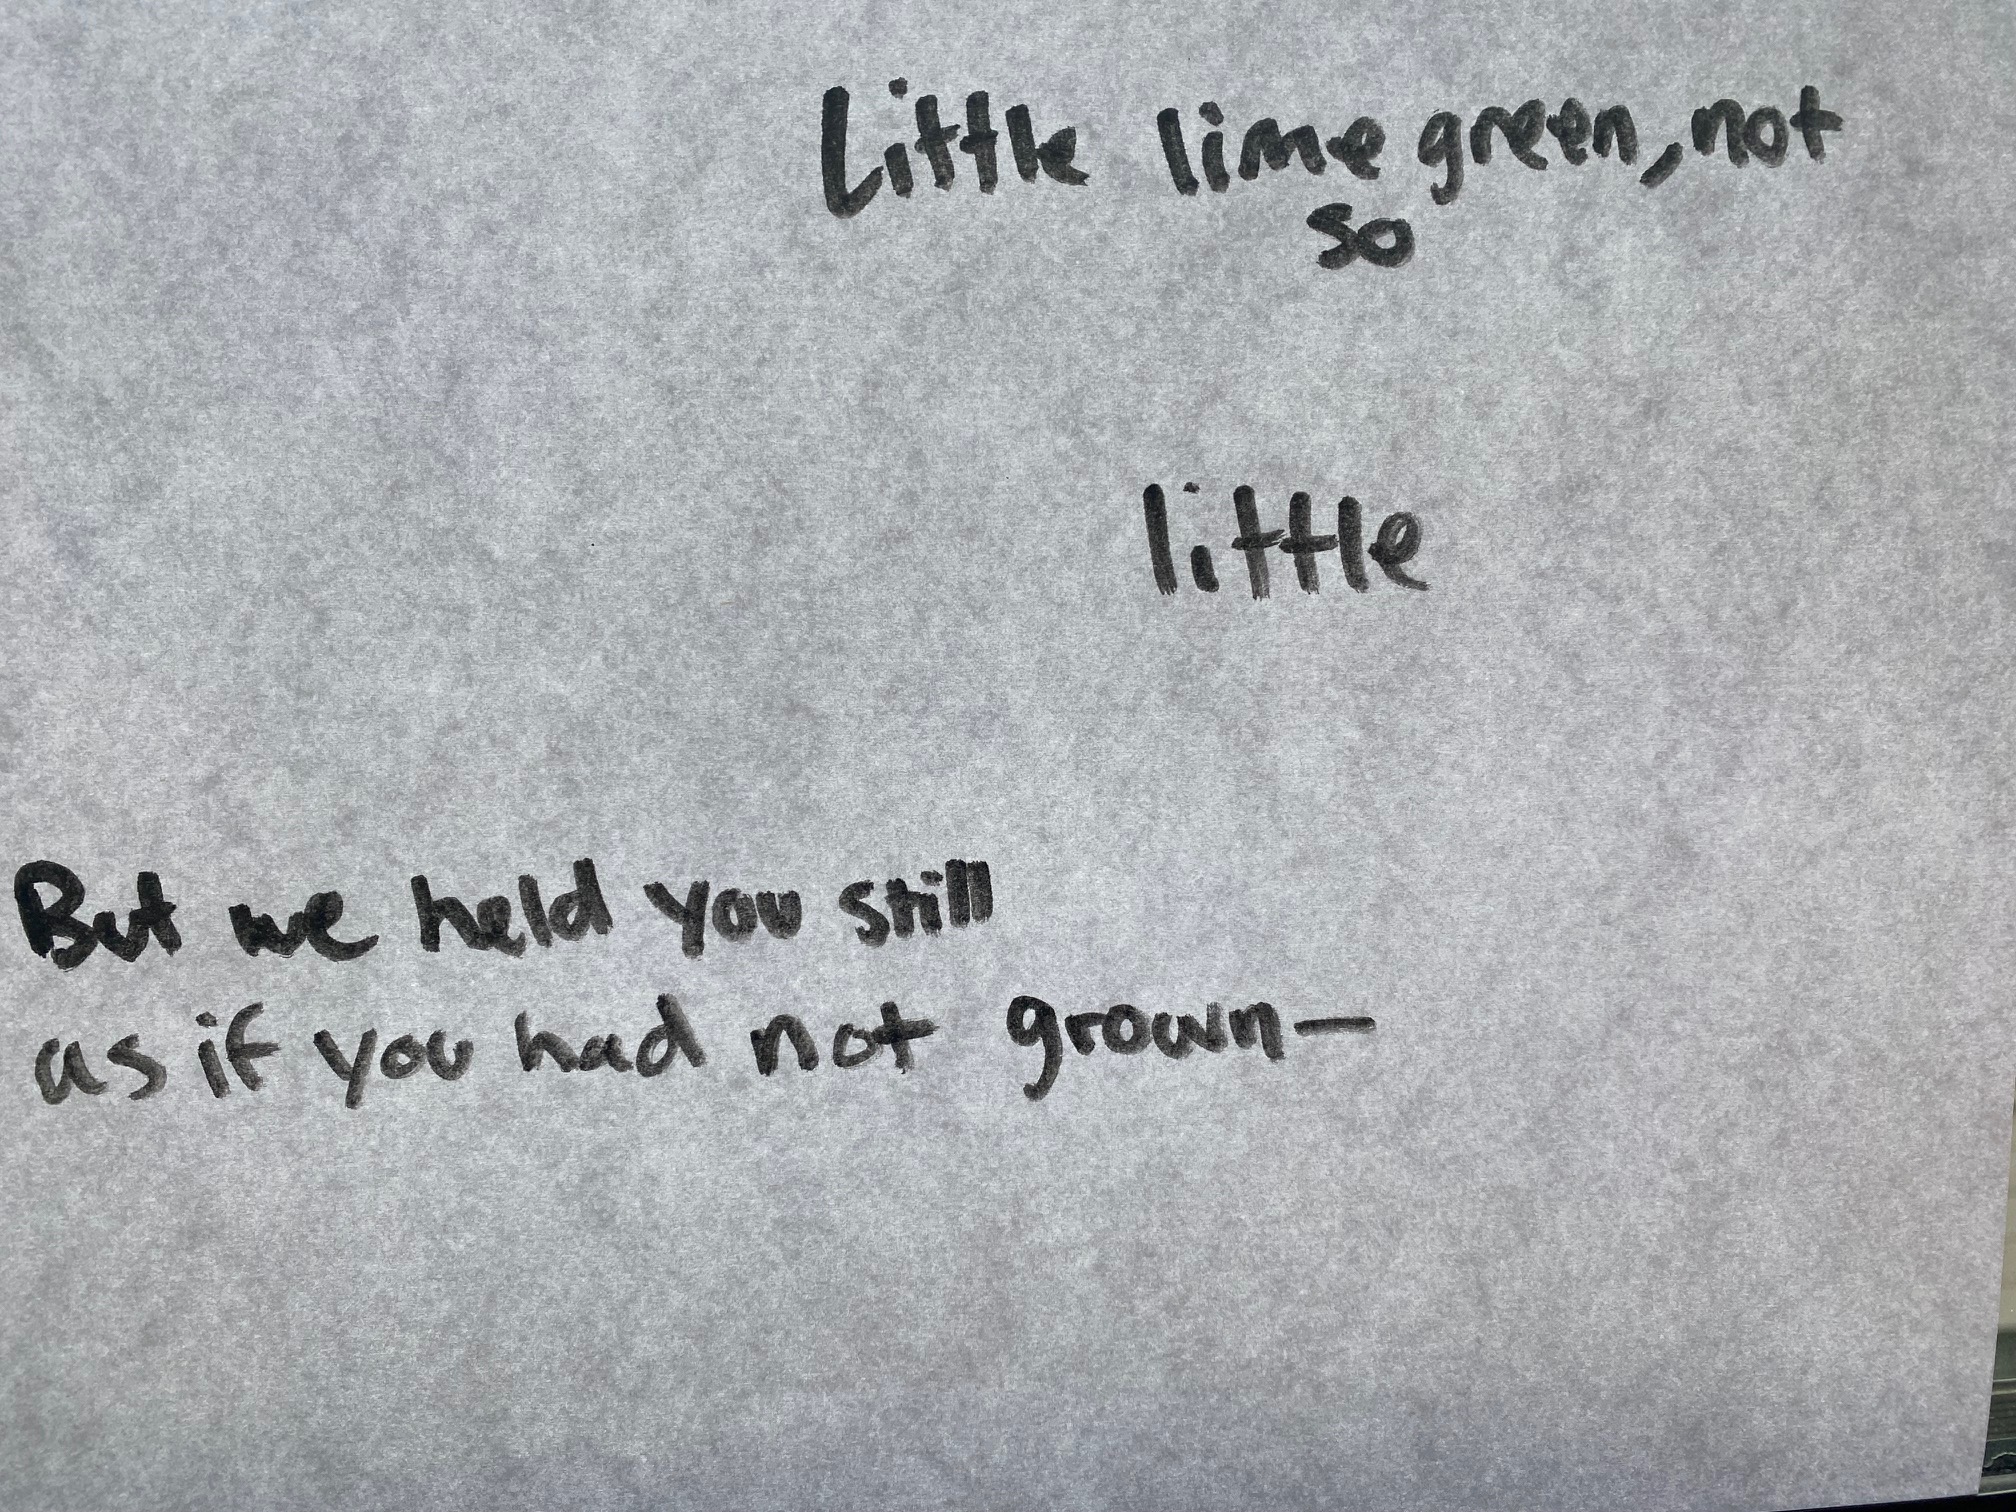 Little lime green, not
so
little
But we held you still
as if you had not grown—